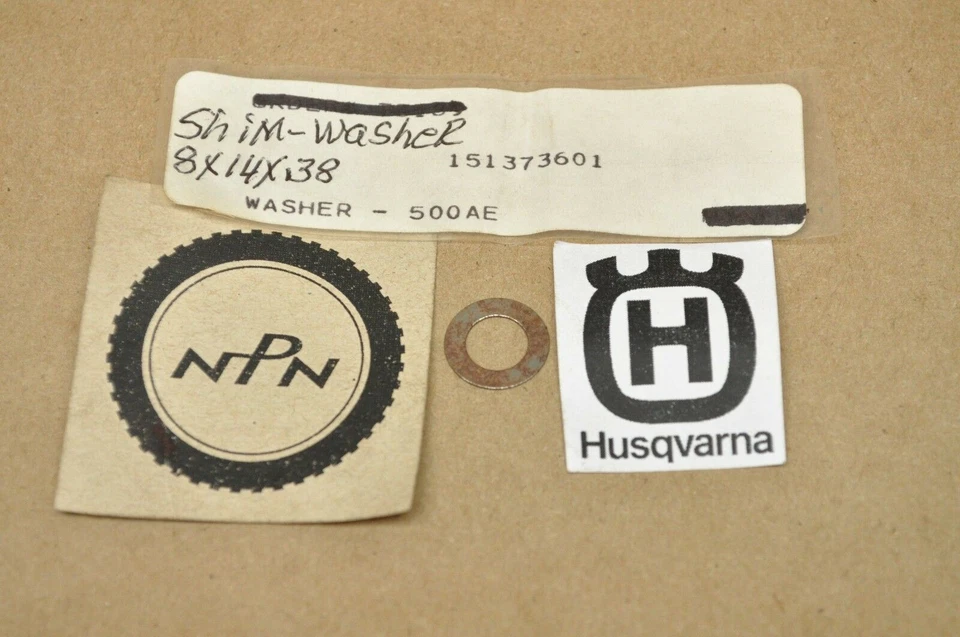 ShiM-WasheR
8X14X.38
151373601
WASHER - 500AE
NPN
H
Husqvarna